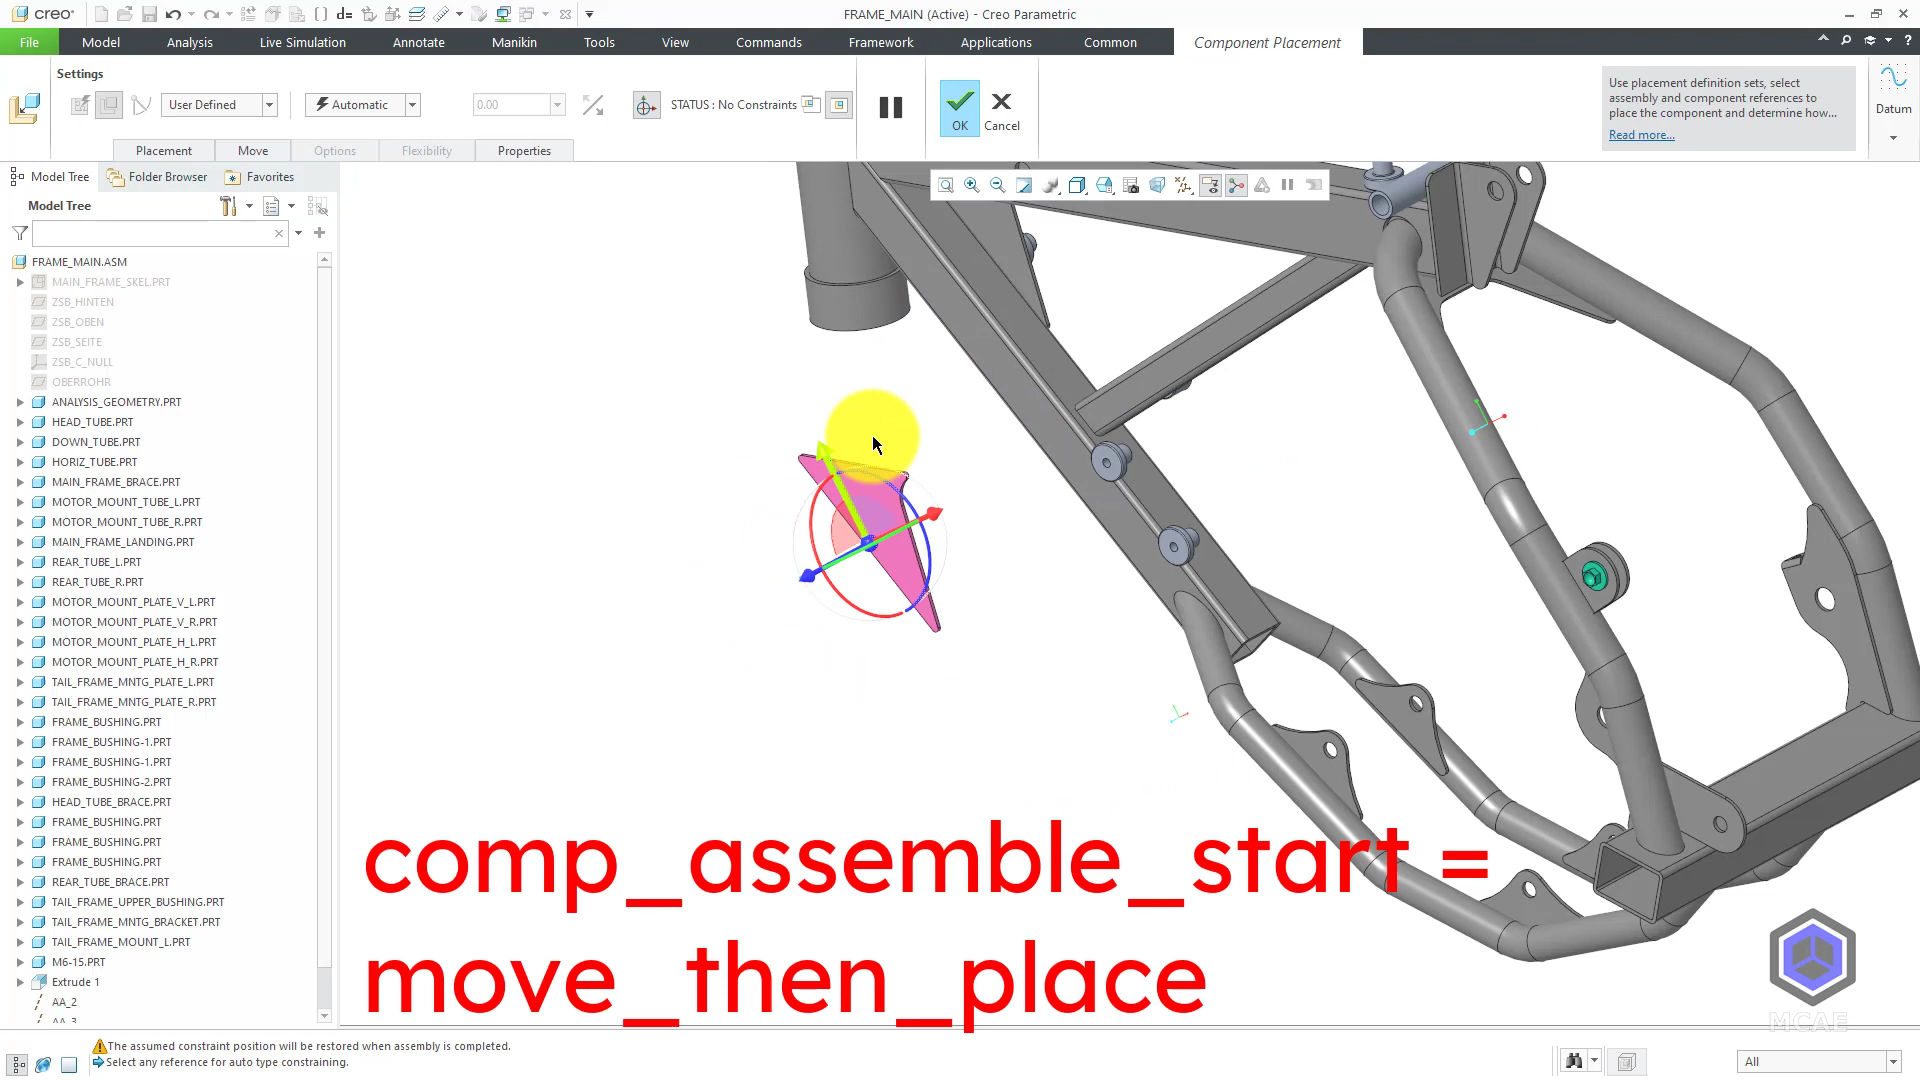 creo
FRAME_MAIN (Active) - Creo Parametric
File
Model
Analysis
Live Simulation
Annotate
Manikin
Tools
View
Commands
Framework
Applications
Common
Component Placement
Settings
User Defined
Automatic
0.00
STATUS : No Constraints
OK
Cancel
Use placement definition sets, select
assembly and component references to
place the component and determine how...
Read more...
Datum
Placement
Move
Options
Flexibility
Properties
Model Tree
Folder Browser
Favorites
Model Tree
FRAME_MAIN.ASM
MAIN_FRAME_SKEL.PRT
ZSB_HINTEN
ZSB_OBEN
ZSB_SEITE
ZSB_C_NULL
OBERROHR
ANALYSIS_GEOMETRY.PRT
HEAD_TUBE.PRT
DOWN_TUBE.PRT
HORIZ_TUBE.PRT
MAIN_FRAME_BRACE.PRT
MOTOR_MOUNT_TUBE_L.PRT
MOTOR_MOUNT_TUBE_R.PRT
MAIN_FRAME_LANDING.PRT
REAR_TUBE_L.PRT
REAR_TUBE_R.PRT
MOTOR_MOUNT_PLATE_V_L.PRT
MOTOR_MOUNT_PLATE_V_R.PRT
MOTOR_MOUNT_PLATE_H_L.PRT
MOTOR_MOUNT_PLATE_H_R.PRT
TAIL_FRAME_MNTG_PLATE_L.PRT
TAIL_FRAME_MNTG_PLATE_R.PRT
FRAME_BUSHING.PRT
FRAME_BUSHING-1.PRT
FRAME_BUSHING-1.PRT
FRAME_BUSHING-2.PRT
HEAD_TUBE_BRACE.PRT
FRAME_BUSHING.PRT
FRAME_BUSHING.PRT
FRAME_BUSHING.PRT
REAR_TUBE_BRACE.PRT
TAIL_FRAME_UPPER_BUSHING.PRT
TAIL_FRAME_MNTG_BRACKET.PRT
TAIL_FRAME_MOUNT_L.PRT
M6-15.PRT
Extrude 1
AA_2
AA_3
comp_assemble_start =
move_then_place
MCAE
The assumed constraint position will be restored when assembly is completed.
Select any reference for auto type constraining.
All